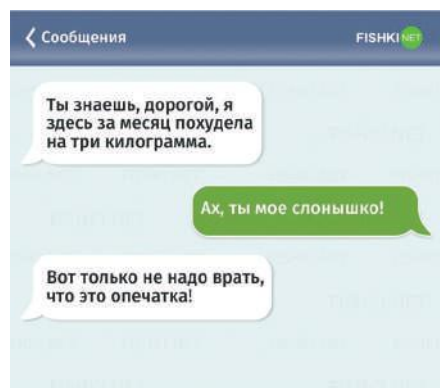 Сообщения
FISHKI NET
Ты знаешь, дорогой, я
здесь за месяц похудела
на три килограмма.
Ах, ты мое слонышко!
Вот только не надо врать,
что это опечатка!